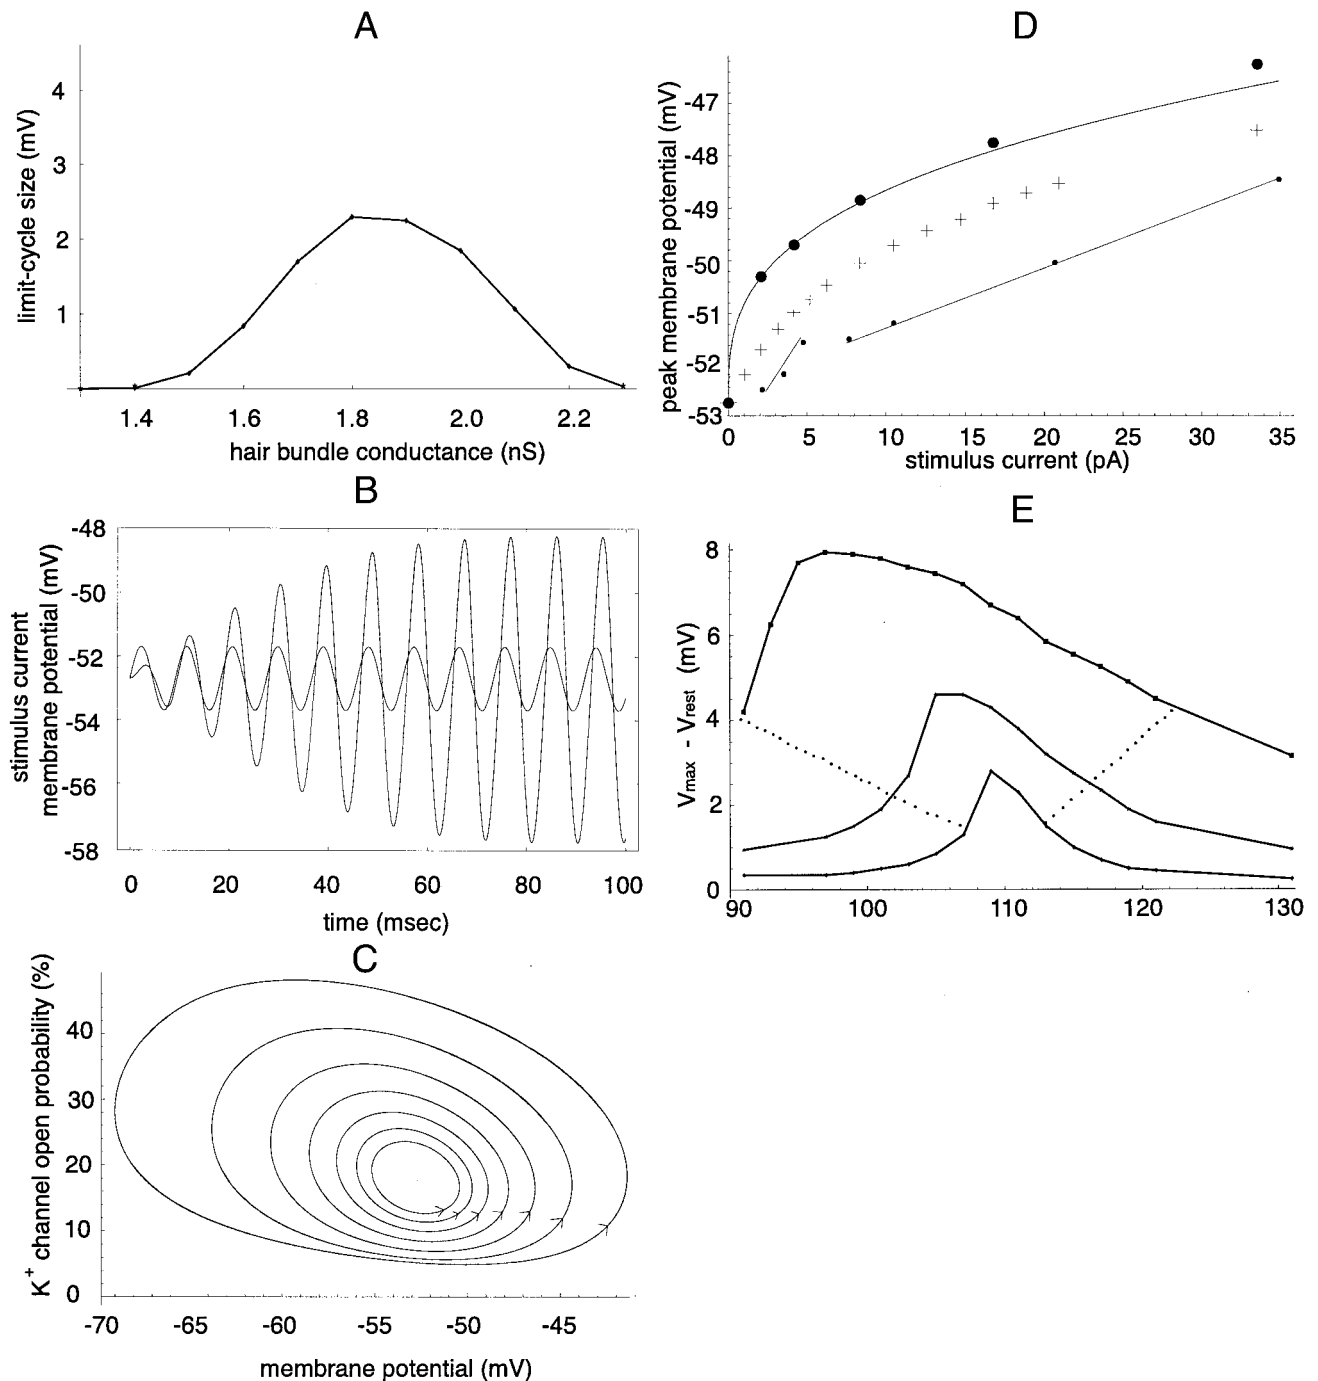 A
4
3
2
1
limit-cycle size (mV)
1.4 1.6 1.8 2.0 2.2
hair bundle conductance (nS)
B
-48
-50
-52
-54
-56
-58
stimulus current
membrane potential (mV)
0 20 40 60 80 100
time (msec)
C
40
30
20
10
0
K+ channel open probability (%)
-70 -65 -60 -55 -50 -45
membrane potential (mV)
D
-47
-48
-49
-50
-51
-52
-53
peak membrane potential (mV)
0 5 10 15 20 25 30 35
stimulus current (pA)
E
8
6
4
2
0
Vmax - Vrest (mV)
90 100 110 120 130